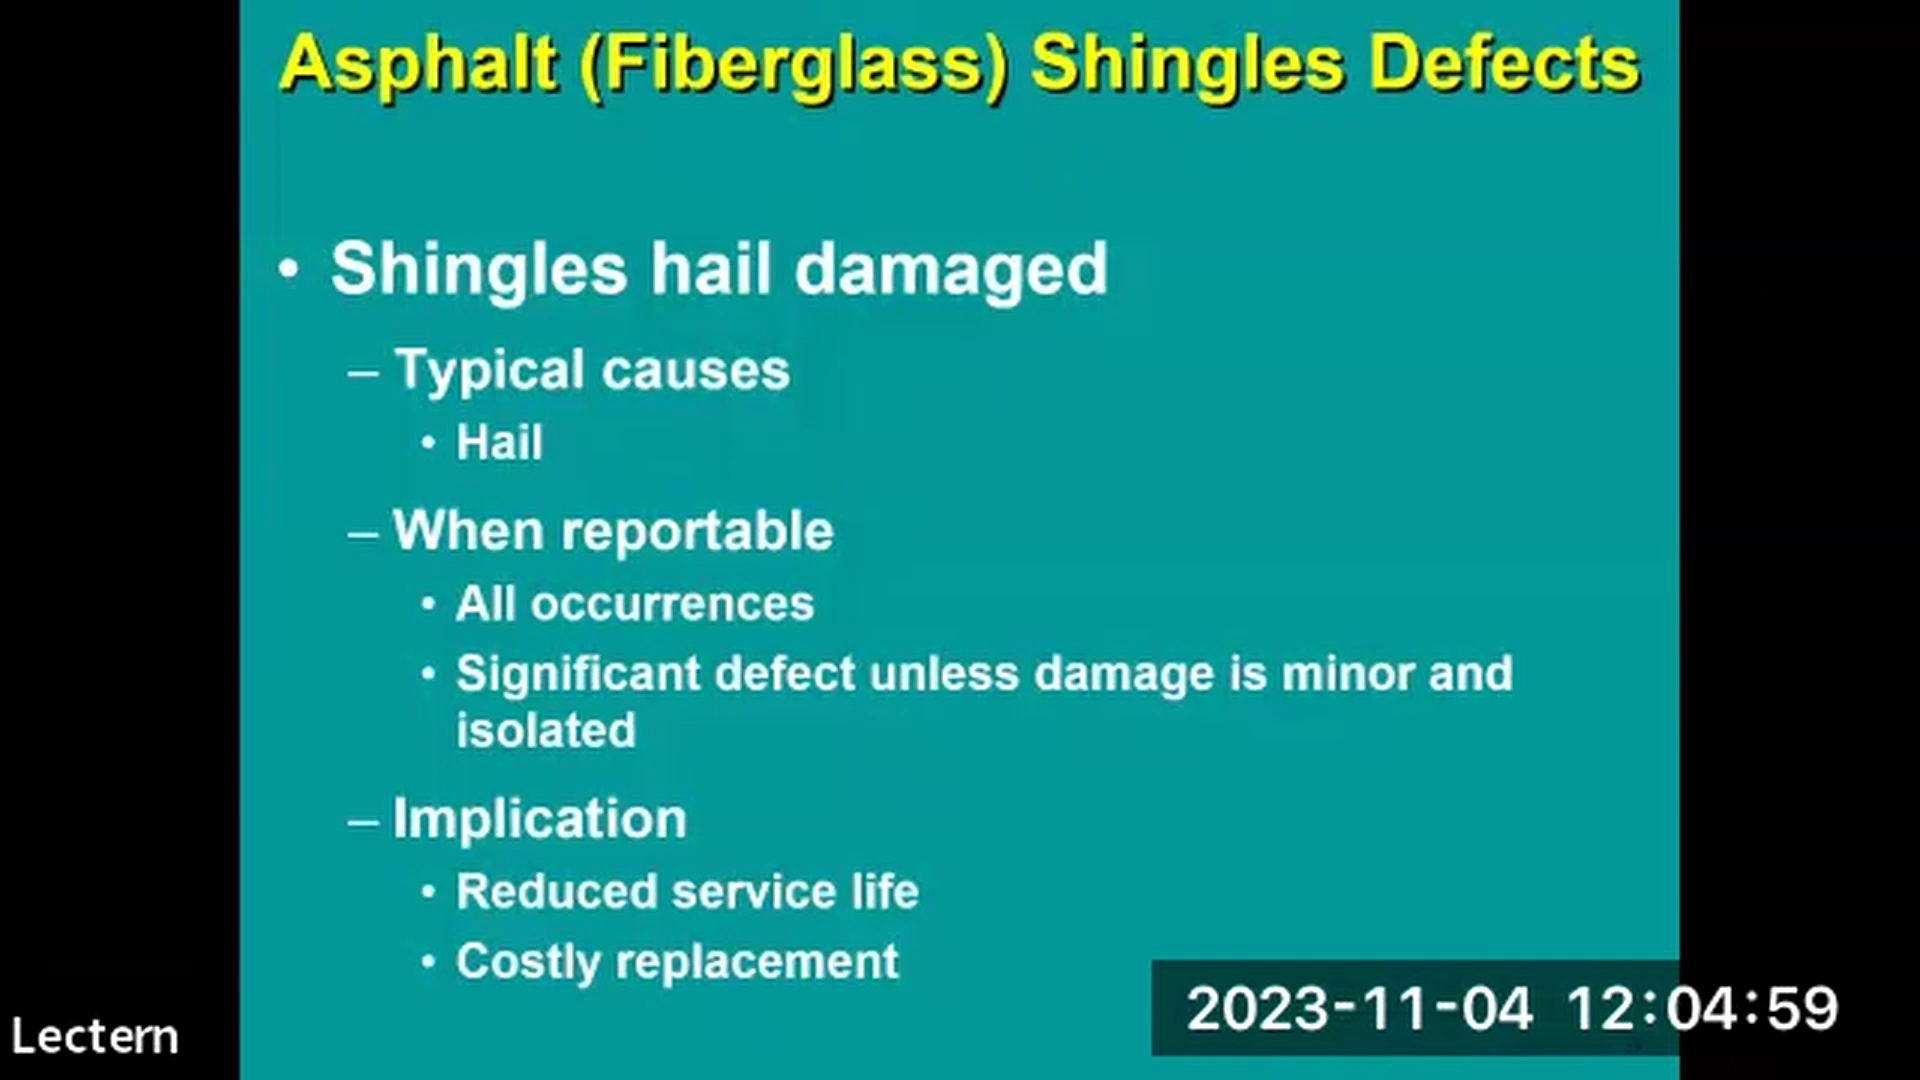 Asphalt (Fiberglass) Shingles Defects
• Shingles hail damaged
– Typical causes
• Hail
– When reportable
• All occurrences
• Significant defect unless damage is minor and
isolated
– Implication
• Reduced service life
• Costly replacement
2023-11-04 12:04:59
Lectern